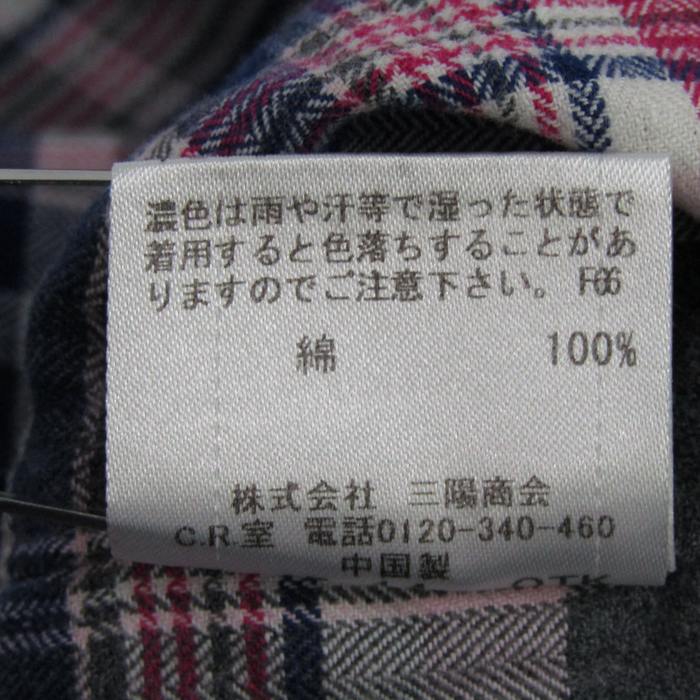 濃色は雨や汗等で湿った状態で
着用すると色落ちすることがあ
りますのでご注意下さい。 F66
綿 100%
株式会社 三陽商会
C.R.室 電話0120-340-460
中国製